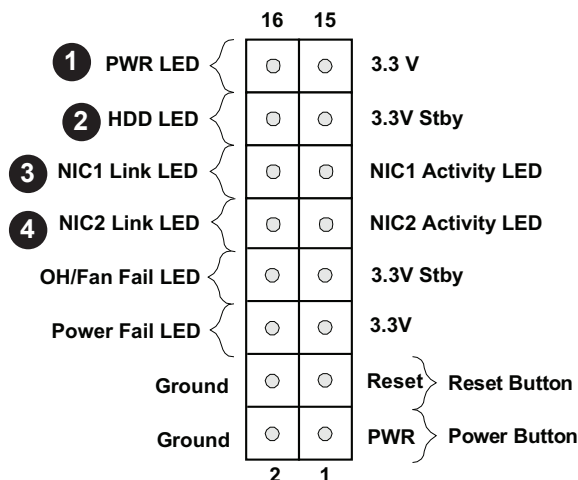 16 15
1 PWR LED 3.3 V
2 HDD LED 3.3V Stby
3 NIC1 Link LED NIC1 Activity LED
4 NIC2 Link LED NIC2 Activity LED
OH/Fan Fail LED 3.3V Stby
Power Fail LED 3.3V
Ground Reset Reset Button
Ground PWR Power Button
2 1